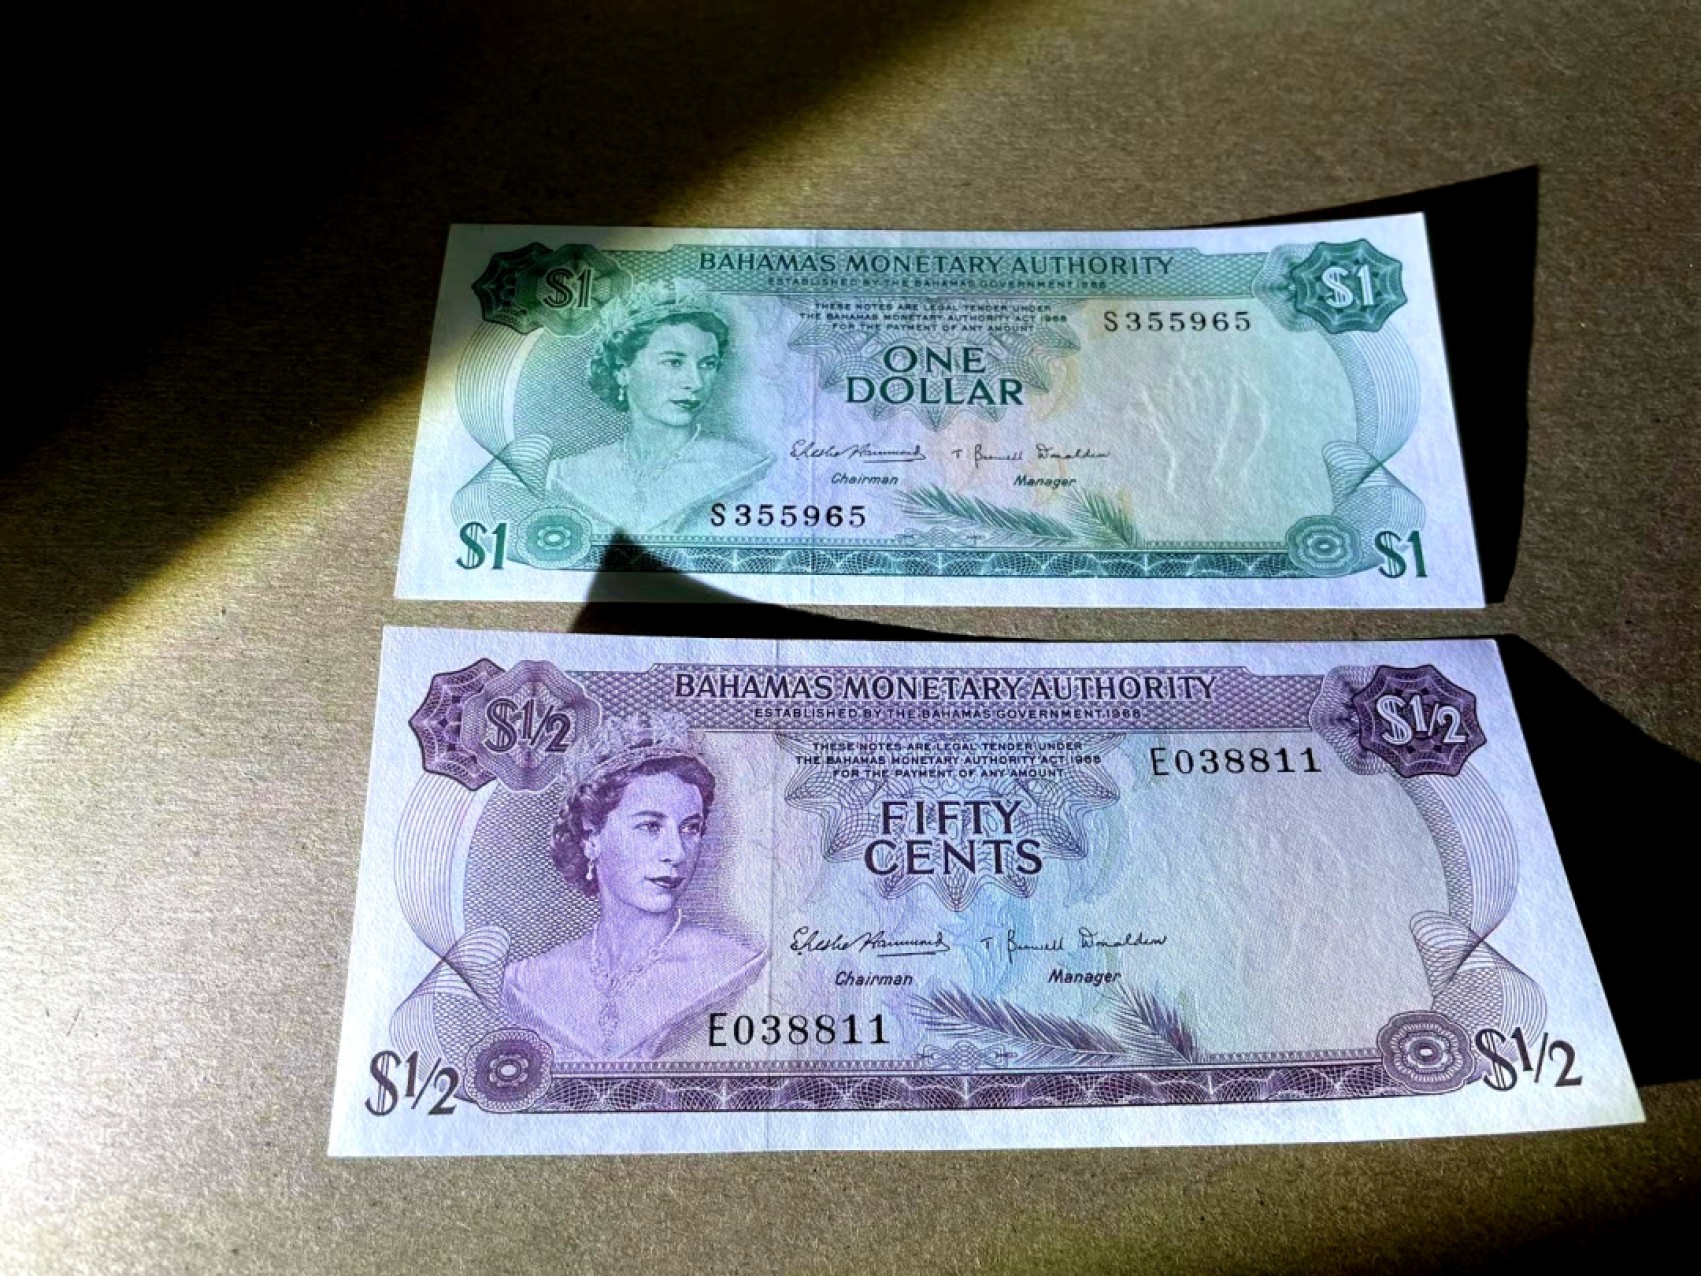 $1 BAHAMAS MONETARY AUTHORITY $1
ESTABLISHED BY THE BAHAMAS GOVERNMENT 1968
THESE NOTES ARE LEGAL TENDER UNDER
THE BAHAMAS MONETARY AUTHORITY ACT 1968
FOR THE PAYMENT OF ANY AMOUNT
S355965
ONE
DOLLAR
T Donaldson
Chairman Manager
S355965
$1 $1
$1/2 BAHAMAS MONETARY AUTHORITY $1/2
ESTABLISHED BY THE BAHAMAS GOVERNMENT 1968
THESE NOTES ARE LEGAL TENDER UNDER
THE BAHAMAS MONETARY AUTHORITY ACT 1968
FOR THE PAYMENT OF ANY AMOUNT
E038811
FIFTY
CENTS
T Donaldson
Chairman Manager
E038811
$1/2 $1/2